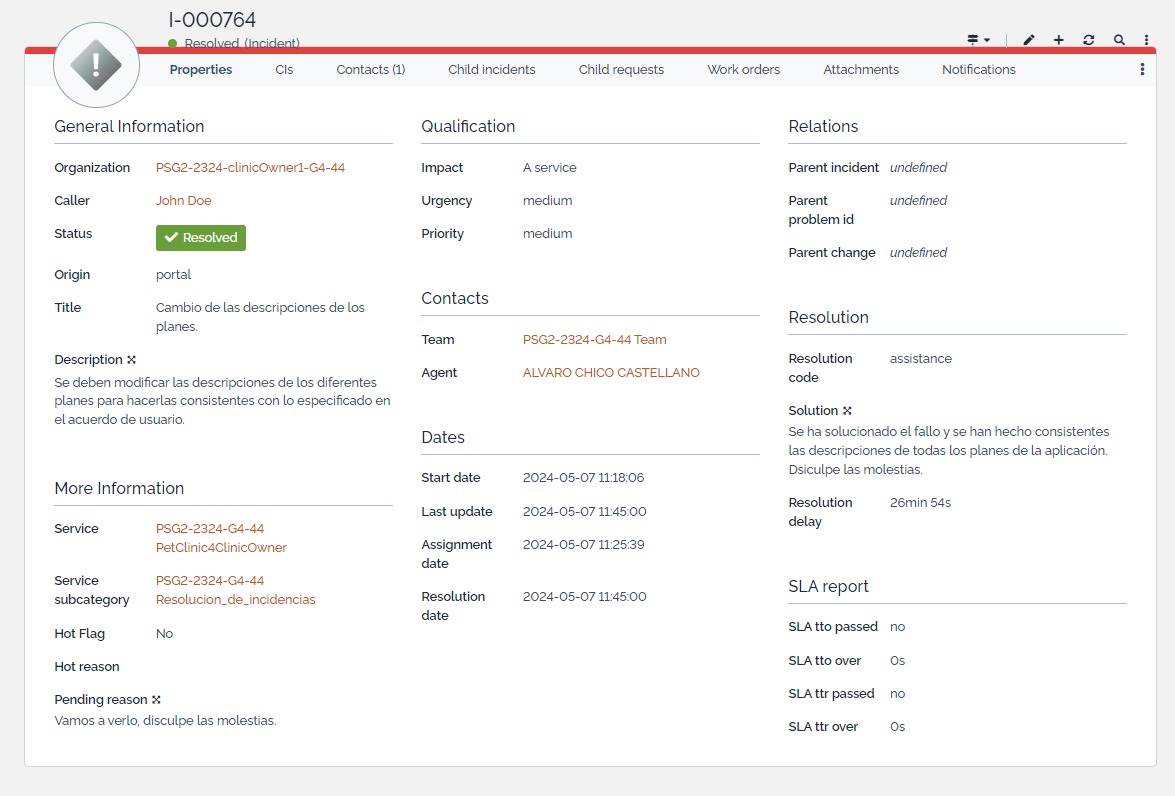 I-000764
Resolved (Incident)
Properties
CIs
Contacts (1)
Child incidents
Child requests
Work orders
Attachments
Notifications
General Information
Organization PSG2-2324-clinicOwner1-G4-44
Caller John Doe
Status Resolved
Origin portal
Title Cambio de las descripciones de los
planes.
Description
Se deben modificar las descripciones de los diferentes
planes para hacerlas consistentes con lo especificado en
el acuerdo de usuario.
More Information
Service PSG2-2324-G4-44
PetClinic4ClinicOwner
Service PSG2-2324-G4-44
subcategory Resolucion_de_incidencias
Hot Flag No
Hot reason
Pending reason
Vamos a verlo, disculpe las molestias.
Qualification
Impact A service
Urgency medium
Priority medium
Contacts
Team PSG2-2324-G4-44 Team
Agent ALVARO CHICO CASTELLANO
Dates
Start date 2024-05-07 11:18:06
Last update 2024-05-07 11:45:00
Assignment 2024-05-07 11:25:39
date
Resolution 2024-05-07 11:45:00
date
Relations
Parent incident undefined
Parent undefined
problem id
Parent change undefined
Resolution
Resolution assistance
code
Solution
Se ha solucionado el fallo y se han hecho consistentes
las descripciones de todas los planes de la aplicación.
Dsiculpe las molestias.
Resolution 26min 54s
delay
SLA report
SLA tto passed no
SLA tto over 0s
SLA ttr passed no
SLA ttr over 0s